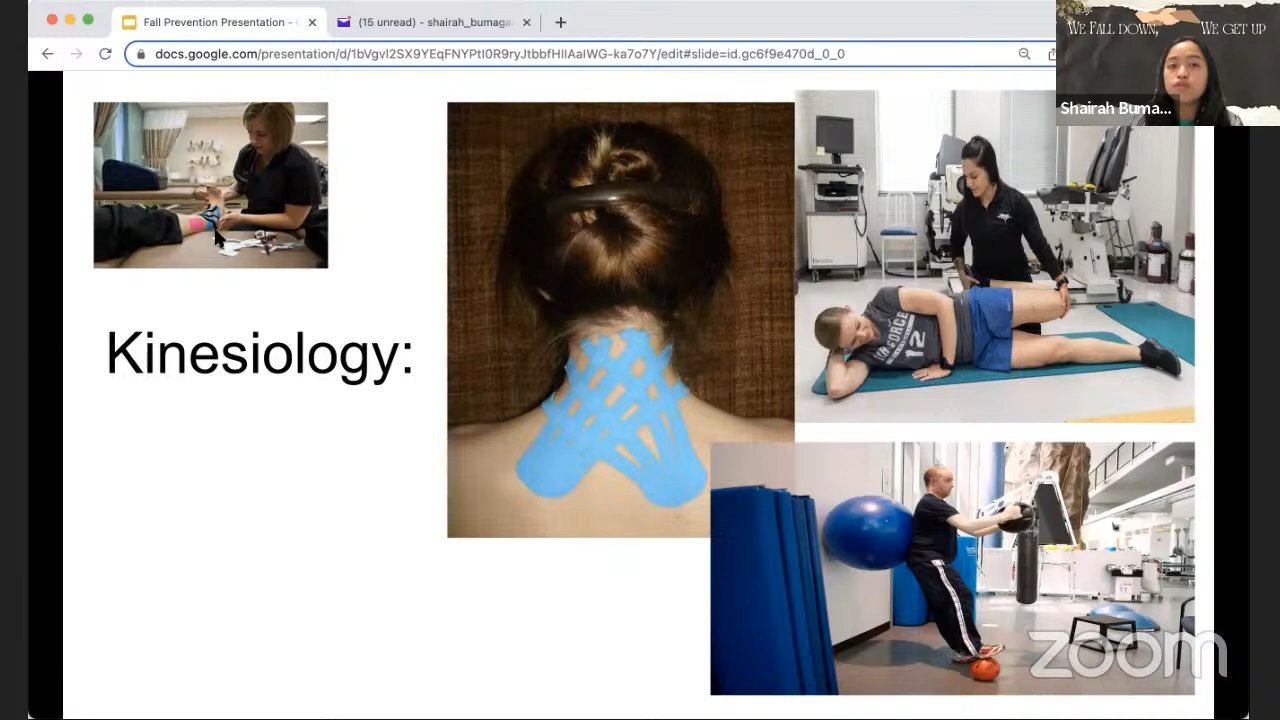 Fall Prevention Presentation –
(15 unread) - shairah_bumaga
docs.google.com/presentation/d/1bVgvl2SX9YEqFNYPtI0R9ryJtbbfHIIAaIWG-ka7o7Y/edit#slide=id.gc6f9e470d_0_0
WE FALL DOWN, WE GET UP
Shairah Buma...
Kinesiology:
AIR FORCE
12
zoom